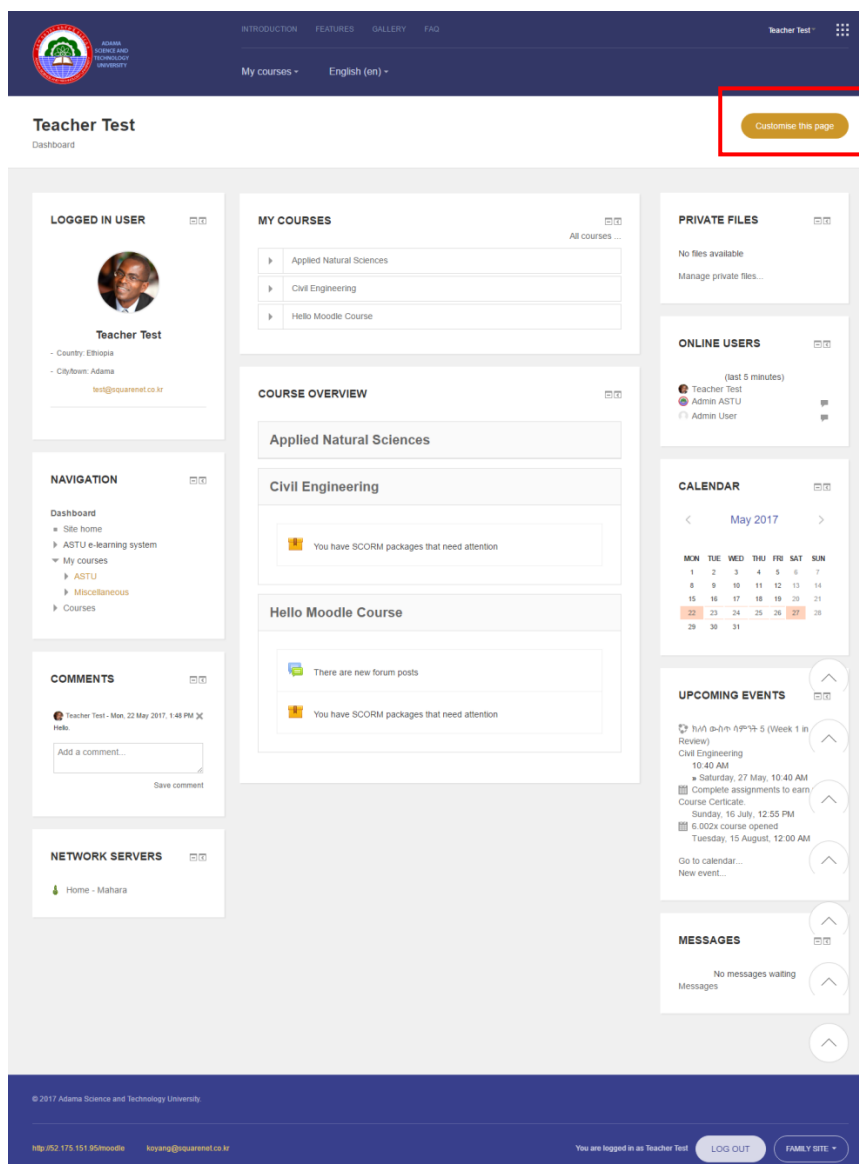 ADAMA
SCIENCE AND
TECHNOLOGY
UNIVERSITY
INTRODUCTION FEATURES GALLERY FAQ
Teacher Test
My courses English (en)
Teacher Test
Dashboard
Customise this page
LOGGED IN USER
Teacher Test
- Country: Ethiopia
- City/town: Adama
test@squarenet.co.kr
NAVIGATION
Dashboard
Site home
ASTU e-learning system
My courses
ASTU
Miscellaneous
Courses
COMMENTS
Teacher Test - Mon, 22 May 2017, 1:48 PM
Hello.
Add a comment...
Save comment
NETWORK SERVERS
Home - Mahara
MY COURSES
All courses ...
Applied Natural Sciences
Civil Engineering
Hello Moodle Course
COURSE OVERVIEW
Applied Natural Sciences
Civil Engineering
You have SCORM packages that need attention
Hello Moodle Course
There are new forum posts
You have SCORM packages that need attention
PRIVATE FILES
No files available
Manage private files...
ONLINE USERS
(last 5 minutes)
Teacher Test
Admin ASTU
Admin User
CALENDAR
May 2017
MON TUE WED THU FRI SAT SUN
1 2 3 4 5 6 7
8 9 10 11 12 13 14
15 16 17 18 19 20 21
22 23 24 25 26 27 28
29 30 31
UPCOMING EVENTS
ውስጥ ሳምንት 5 (Week 1 in
Review)
Civil Engineering
10:40 AM
» Saturday, 27 May, 10:40 AM
Complete assignments to earn
Course Certicate.
Sunday, 16 July, 12:55 PM
6.002x course opened
Tuesday, 15 August, 12:00 AM
Go to calendar...
New event...
MESSAGES
No messages waiting
Messages
© 2017 Adama Science and Technology University.
http://52.175.151.95/moodle koyang@squarenet.co.kr
You are logged in as Teacher Test LOG OUT FAMILY SITE